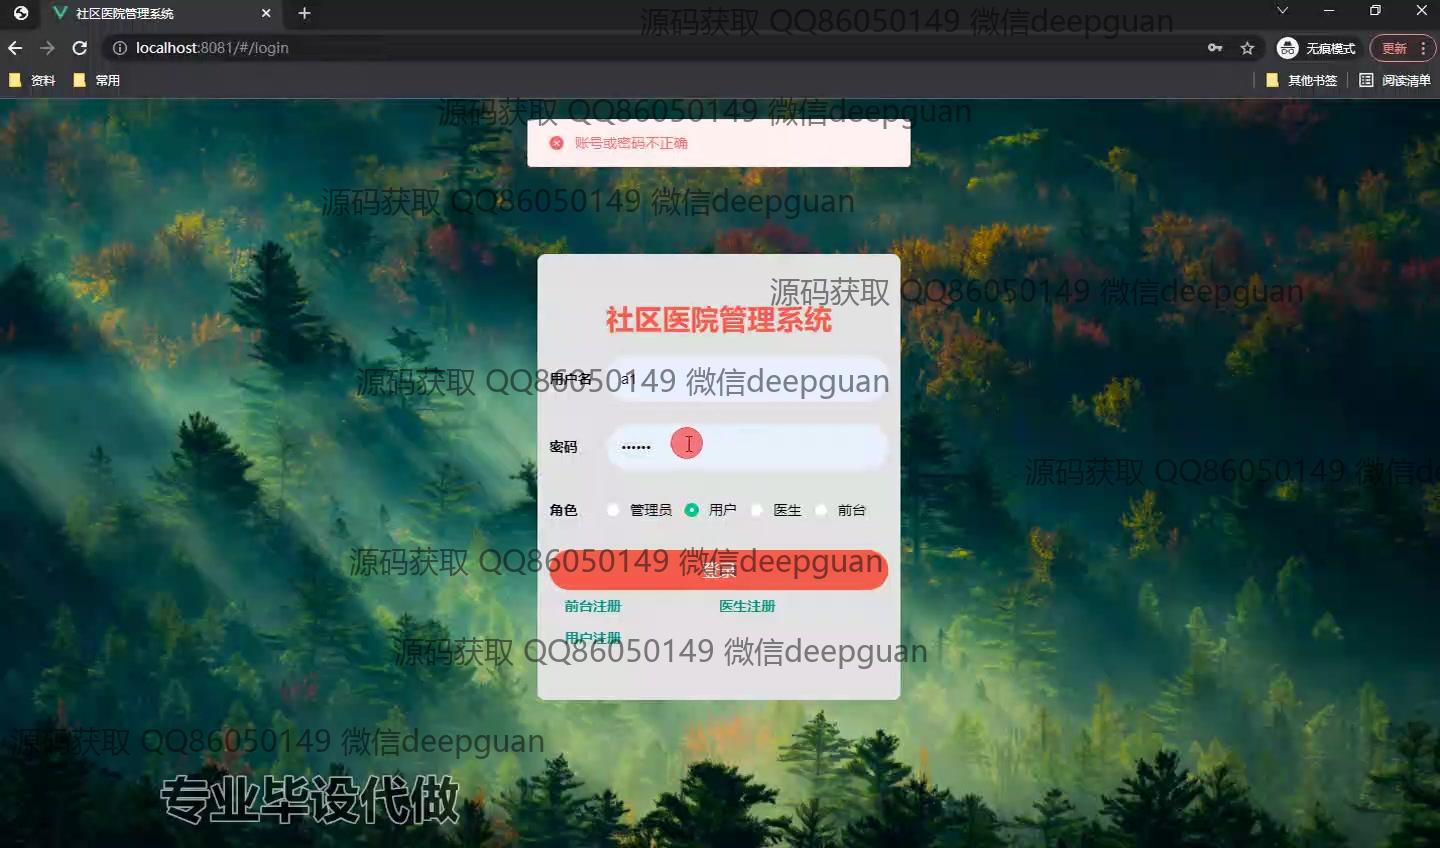 社区医院管理系统
源码获取 QQ86050149 微信deepguan
localhost:8081/#/login
无痕模式
更新
资料
常用
其他书签
阅读清单
源码获取 QQ86050149 微信deepguan
账号或密码不正确
源码获取 QQ86050149 微信deepguan
源码获取 QQ86050149 微信deepguan
社区医院管理系统
用户名 a1
源码获取 QQ86050149 微信deepguan
密码 ••••••
源码获取 QQ86050149 微信deep
角色 管理员 用户 医生 前台
源码获取 QQ86050149 微信deepguan
登录
前台注册 医生注册
用户注册
源码获取 QQ86050149 微信deepguan
源码获取 QQ86050149 微信deepguan
专业毕设代做